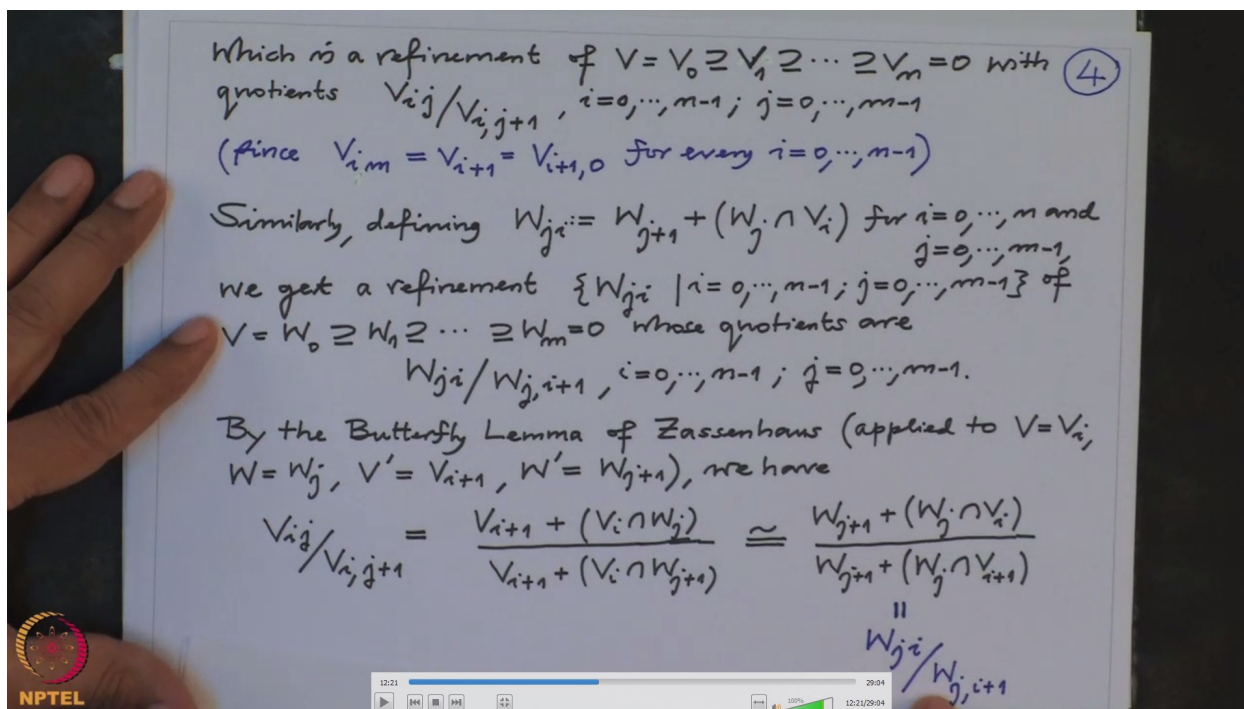 Which is a refinement of V = V₀ ⊇ V₁ ⊇ ⋯ ⊇ Vₘ = 0 with
④
quotients Vᵢⱼ/Vᵢ,ⱼ₊₁ , i=0,⋯,n-1; j=0,⋯,m-1
(Since Vᵢₘ = Vᵢ₊₁ = Vᵢ₊₁,₀ for every i=0,⋯,n-1)
Similarly, defining Wⱼᵢ := Wⱼ₊₁ + (Wⱼ ∩ Vᵢ) for i=0,⋯,n and
j=0,⋯,m-1,
we get a refinement {Wⱼᵢ | i=0,⋯,n-1; j=0,⋯,m-1} of
V = W₀ ⊇ W₁ ⊇ ⋯ ⊇ Wₘ = 0 whose quotients are
Wⱼᵢ/Wⱼ,ᵢ₊₁ , i=0,⋯,n-1 ; j=0,⋯,m-1.
By the Butterfly Lemma of Zassenhaus (applied to V=Vᵢ,
W=Wⱼ, V'=Vᵢ₊₁, W'=Wⱼ₊₁), we have
Vᵢⱼ/Vᵢ,ⱼ₊₁ = (Vᵢ₊₁ + (Vᵢ ∩ Wⱼ))/(Vᵢ₊₁ + (Vᵢ ∩ Wⱼ₊₁)) ≃ (Wⱼ₊₁ + (Wⱼ ∩ Vᵢ))/(Wⱼ₊₁ + (Wⱼ ∩ Vᵢ₊₁))
||
Wⱼᵢ/Wⱼ,ᵢ₊₁
NPTEL
12:21 29:04
100% 12:21/29:04